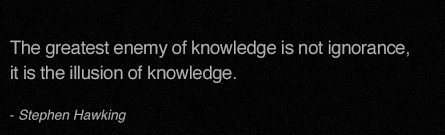 The greatest enemy of knowledge is not ignorance,
it is the illusion of knowledge.
- Stephen Hawking